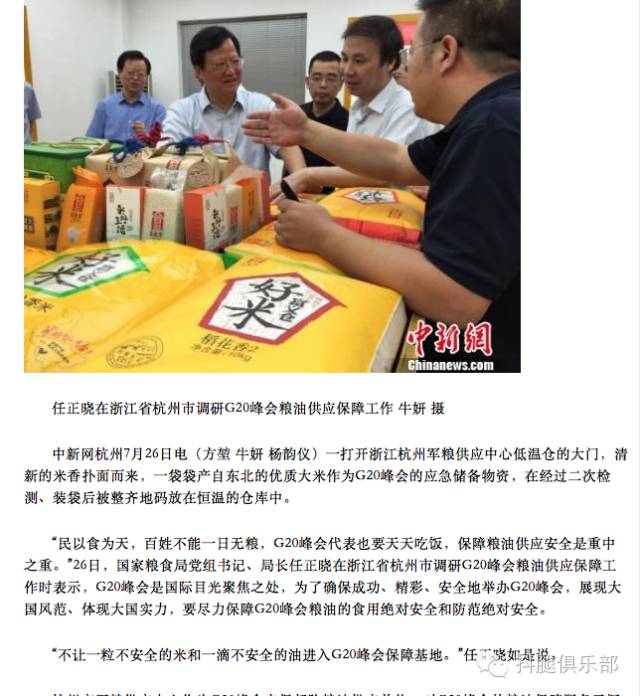 好米
稻花香2
净含量:10kg
好米
中新网
Chinanews.com
任正晓在浙江省杭州市调研G20峰会粮油供应保障工作 牛妍 摄
中新网杭州7月26日电（方堃 牛妍 杨韵仪）一打开浙江杭州军粮供应中心低温仓的大门，清
新的米香扑面而来，一袋袋产自东北的优质大米作为G20峰会的应急储备物资，在经过二次检
测、装袋后被整齐地码放在恒温的仓库中。
“民以食为天，百姓不能一日无粮，G20峰会代表也要天天吃饭，保障粮油供应安全是重中
之重。”26日，国家粮食局党组书记、局长任正晓在浙江省杭州市调研G20峰会粮油供应保障工
作时表示，G20峰会是国际目光聚焦之处，为了确保成功、精彩、安全地举办G20峰会，展现大
国风范、体现大国实力，要尽力保障G20峰会粮油的食用绝对安全和防范绝对安全。
“不让一粒不安全的米和一滴不安全的油进入G20峰会保障基地。”任正晓如是说。
抖腿俱乐部